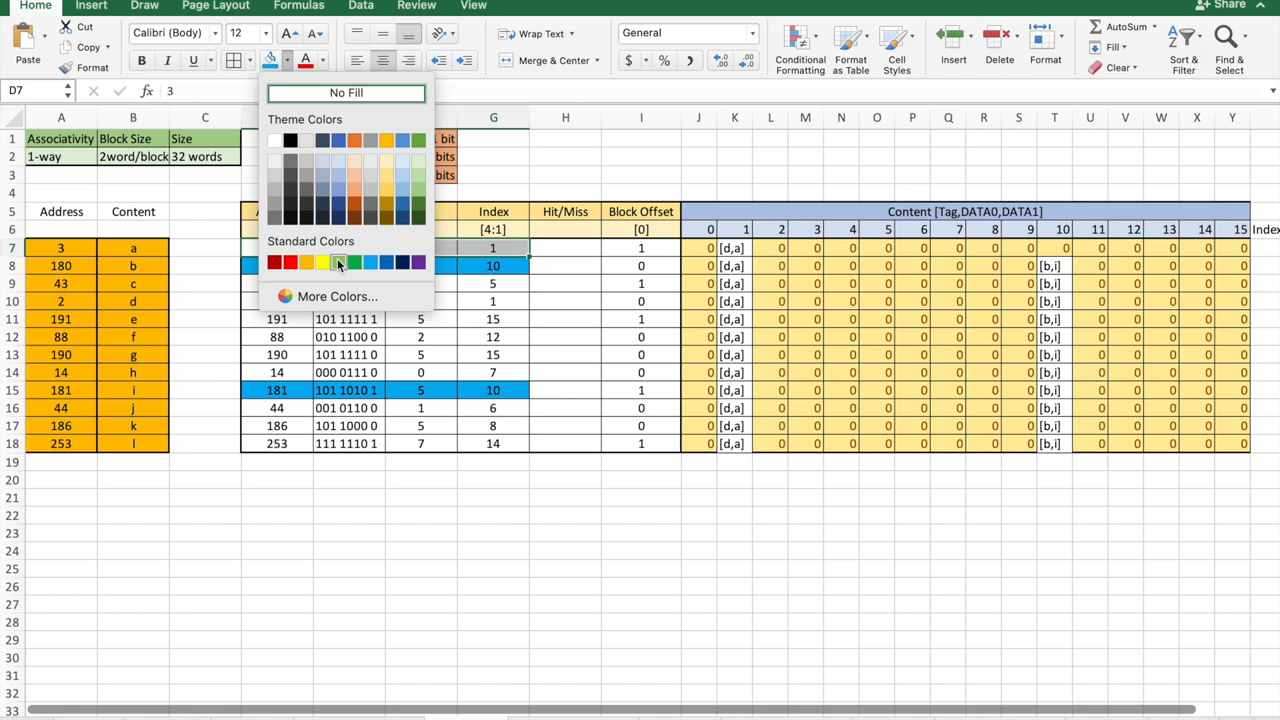 Home Insert Draw Page Layout Formulas Data Review View Share
Paste Cut Copy Format Calibri (Body) 12 A A Wrap Text General Conditional Formatting Format as Table Cell Styles Insert Delete Format AutoSum Fill Clear Sort & Filter Find & Select
B I U A Merge & Center $ %
D7 fx 3
No Fill
Theme Colors
Standard Colors
More Colors...
A B G H I J K L M N O P Q R S T U V W X Y
1 Associativity Block Size Size 1 bit
2 1-way 2word/block 32 words bits
3 bits
4
5 Address Content Index Hit/Miss Block Offset Content [Tag,DATA0,DATA1]
6 [4:1] [0] 0 1 2 3 4 5 6 7 8 9 10 11 12 13 14 15 Index
7 3 a 1 1 0 [d,a] 0 0 0 0 0 0 0 0 0 0 0 0 0 0
8 180 b 10 0 0 [d,a] 0 0 0 0 0 0 0 0 [b,i] 0 0 0 0 0
9 43 c 5 1 0 [d,a] 0 0 0 0 0 0 0 0 [b,i] 0 0 0 0 0
10 2 d 1 0 0 [d,a] 0 0 0 0 0 0 0 0 [b,i] 0 0 0 0 0
11 191 e 191 101 1111 1 5 15 1 0 [d,a] 0 0 0 0 0 0 0 0 [b,i] 0 0 0 0 0
12 88 f 88 010 1100 0 2 12 0 0 [d,a] 0 0 0 0 0 0 0 0 [b,i] 0 0 0 0 0
13 190 g 190 101 1111 0 5 15 0 0 [d,a] 0 0 0 0 0 0 0 0 [b,i] 0 0 0 0 0
14 14 h 14 000 0111 0 0 7 0 0 [d,a] 0 0 0 0 0 0 0 0 [b,i] 0 0 0 0 0
15 181 i 181 101 1010 1 5 10 1 0 [d,a] 0 0 0 0 0 0 0 0 [b,i] 0 0 0 0 0
16 44 j 44 001 0110 0 1 6 0 0 [d,a] 0 0 0 0 0 0 0 0 [b,i] 0 0 0 0 0
17 186 k 186 101 1000 0 5 8 0 0 [d,a] 0 0 0 0 0 0 0 0 [b,i] 0 0 0 0 0
18 253 l 253 111 1110 1 7 14 1 0 [d,a] 0 0 0 0 0 0 0 0 [b,i] 0 0 0 0 0
19
20
21
22
23
24
25
26
27
28
29
30
31
32
33